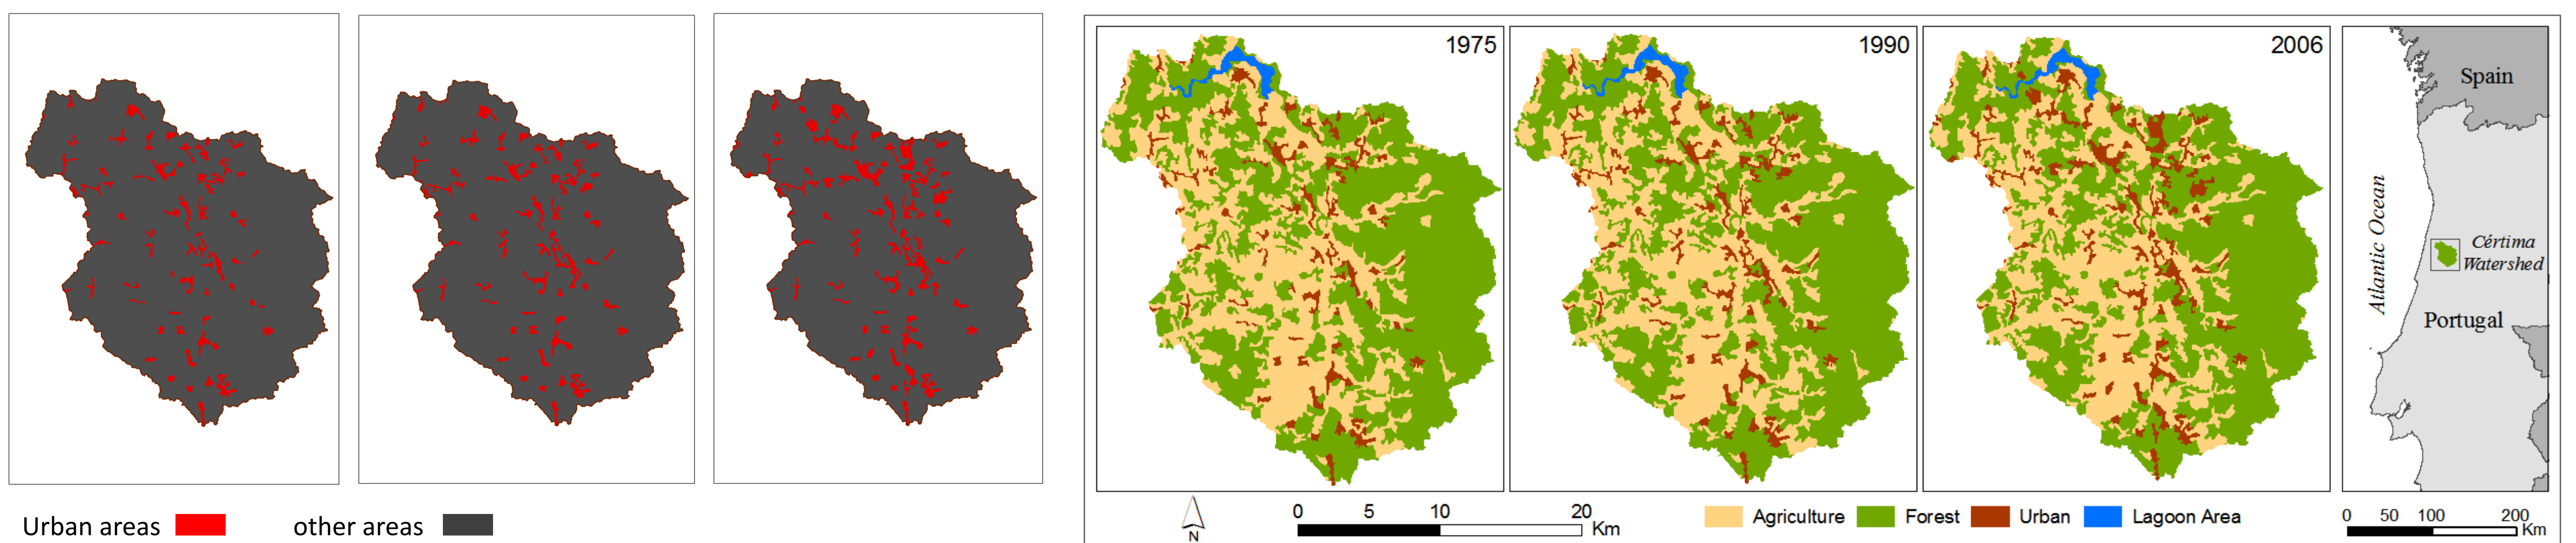 1975
1990
2006
Spain
Atlantic Ocean
Cértima
Watershed
Portugal
Urban areas
other areas
N
0 5 10 20
Km
Agriculture
Forest
Urban
Lagoon Area
0 50 100 200
Km